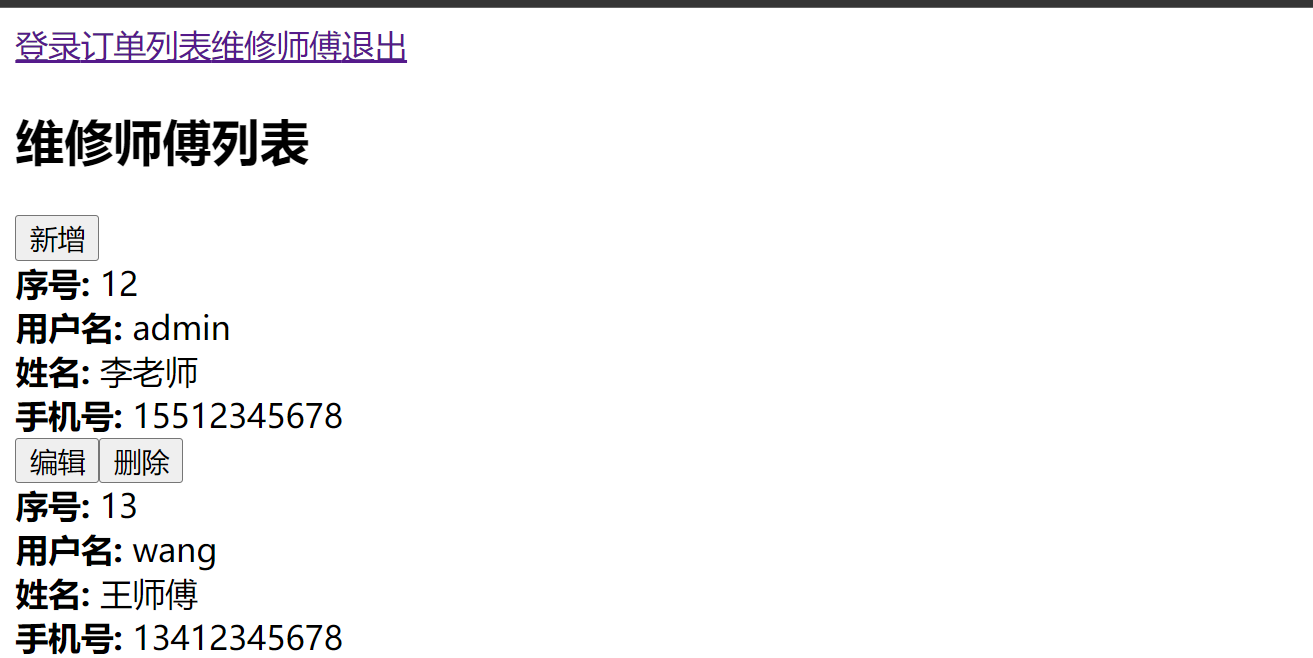 登录订单列表维修师傅退出
维修师傅列表
新增
序号: 12
用户名: admin
姓名: 李老师
手机号: 15512345678
编辑 删除
序号: 13
用户名: wang
姓名: 王师傅
手机号: 13412345678